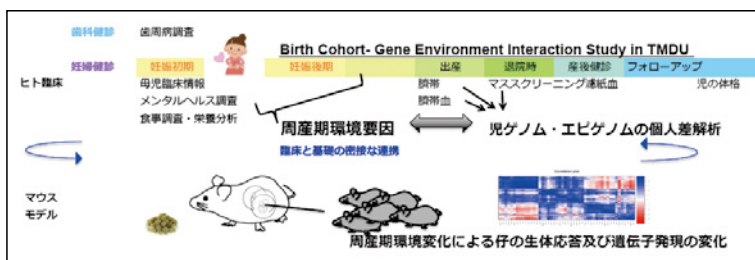 歯科健診 歯周病調査
Birth Cohort- Gene Environment Interaction Study in TMDU
妊婦健診 妊娠初期 妊娠後期 出産 退院時 産後健診 フォローアップ
ヒト臨床 母児臨床情報 臍帯 マススクリーニング濾紙血 児の体格
メンタルヘルス調査 臍帯血
食事調査・栄養分析
周産期環境要因 児ゲノム・エピゲノムの個人差解析
臨床と基礎の密接な連携
マウス
モデル
周産期環境変化による仔の生体応答及び遺伝子発現の変化